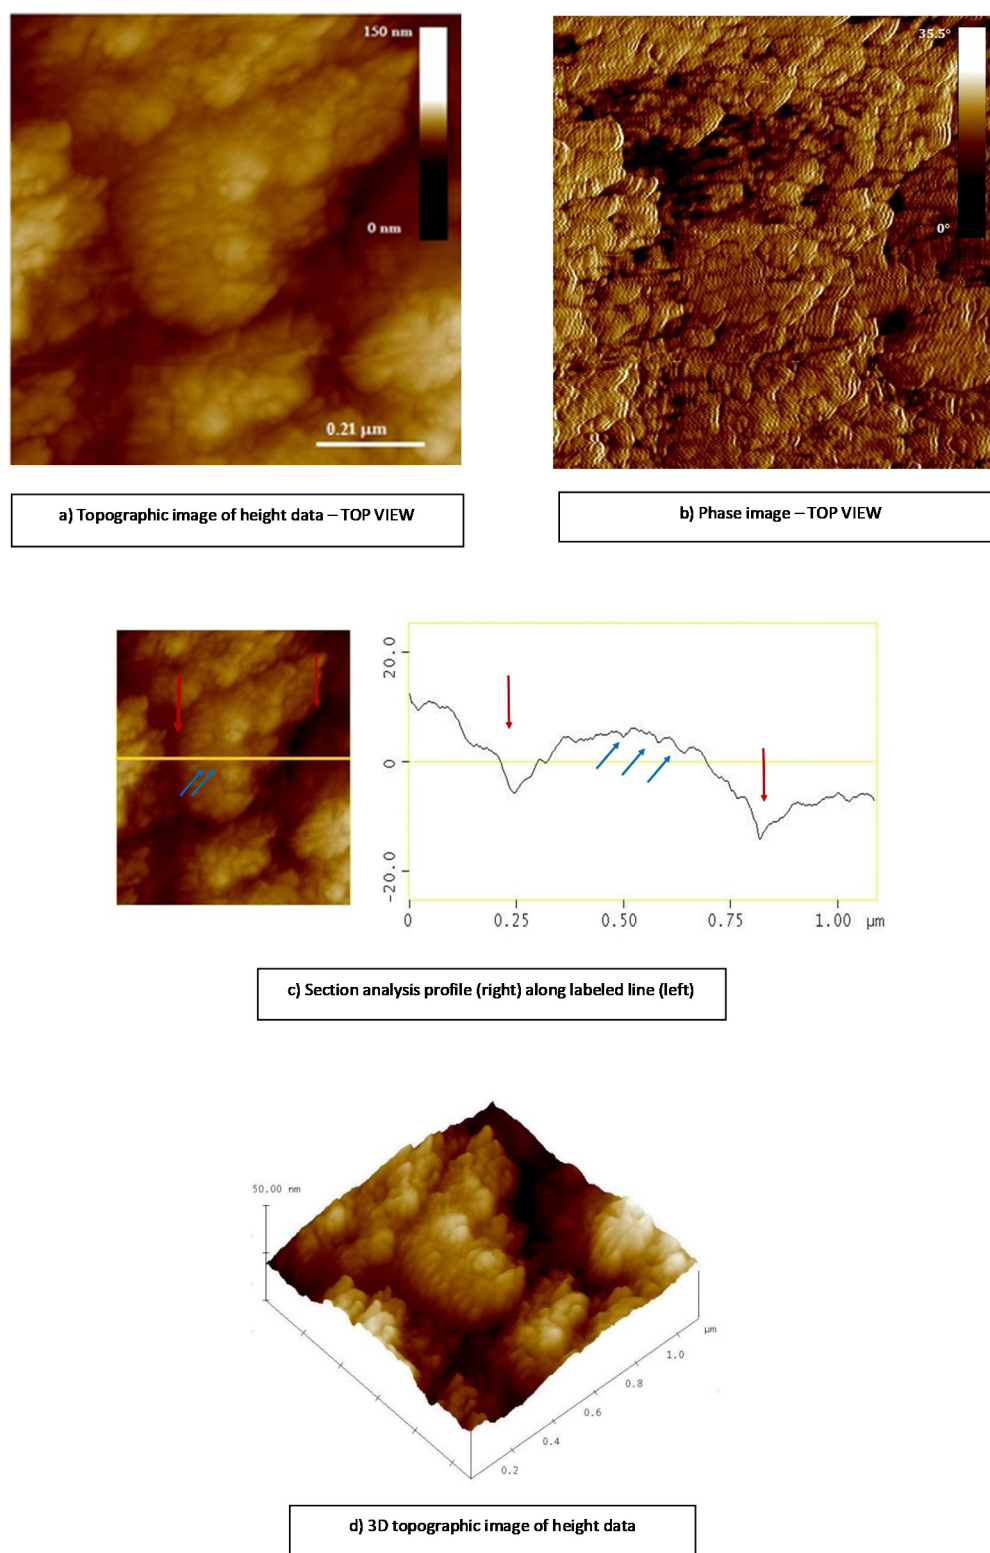 150 nm
0 nm
0.21 μm
35.5°
0°
a) Topographic image of height data – TOP VIEW
b) Phase image – TOP VIEW
20.0
0
-20.0
0 0.25 0.50 0.75 1.00 μm
c) Section analysis profile (right) along labeled line (left)
50.00 nm
μm
1.0
0.8
0.6
0.4
0.2
d) 3D topographic image of height data